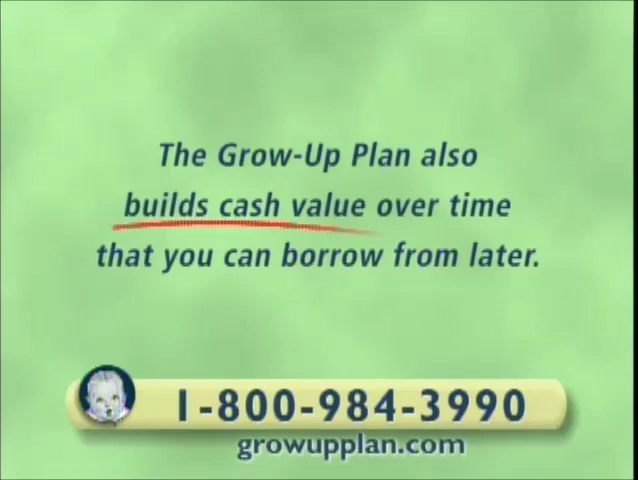 The Grow-Up Plan also
builds cash value over time
that you can borrow from later.
1-800-984-3990
growupplan.com